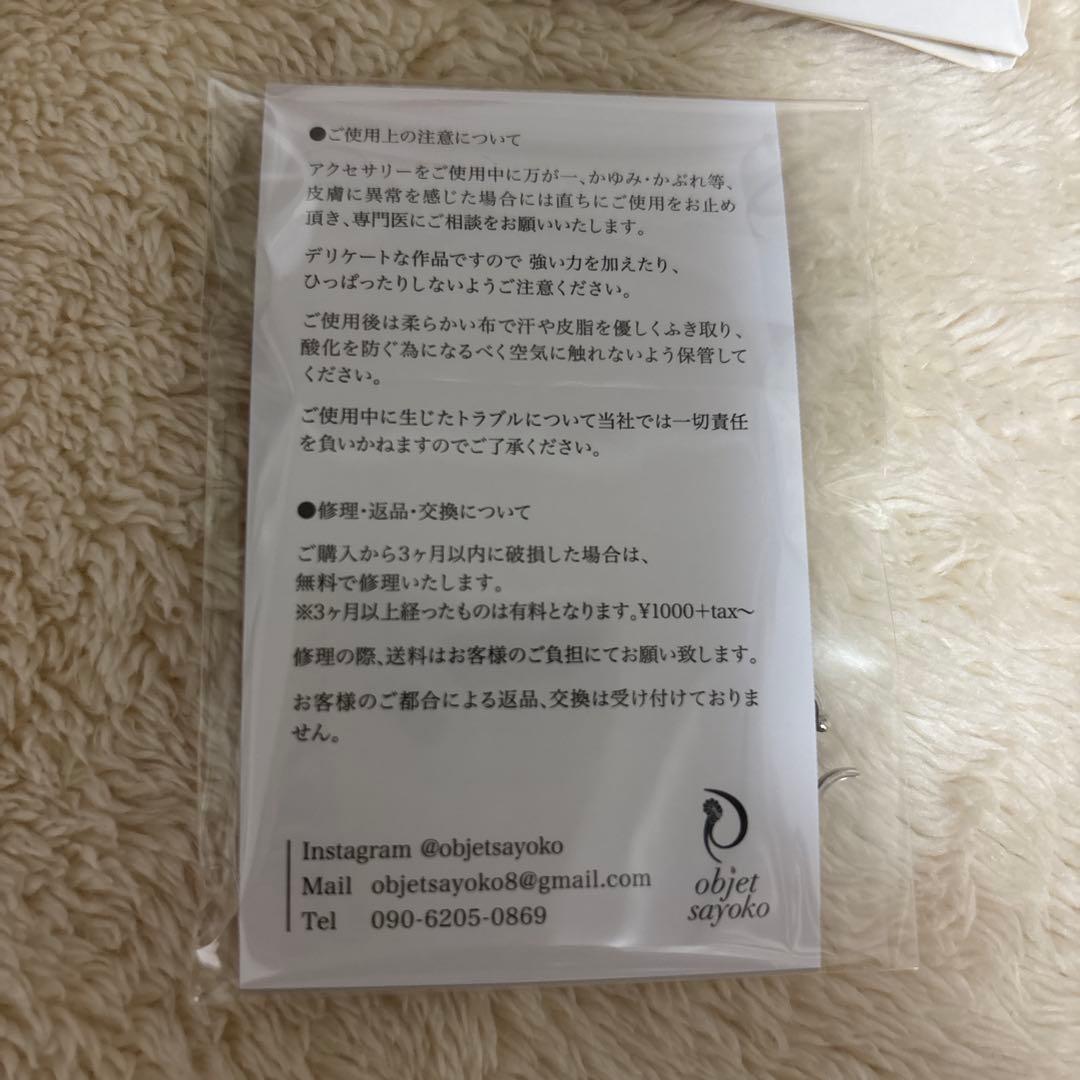 ●ご使用上の注意について
アクセサリーをご使用中に万が一、かゆみ・かぶれ等、
皮膚に異常を感じた場合には直ちにご使用をお止め
頂き、専門医にご相談をお願いいたします。
デリケートな作品ですので 強い力を加えたり、
ひっぱったりしないようご注意ください。
ご使用後は柔らかい布で汗や皮脂を優しくふき取り、
酸化を防ぐ為になるべく空気に触れないよう保管して
ください。
ご使用中に生じたトラブルについて当社では一切責任
を負いかねますのでご了承ください。
●修理・返品・交換について
ご購入から3ヶ月以内に破損した場合は、
無料で修理いたします。
※3ヶ月以上経ったものは有料となります。¥1000+tax〜
修理の際、送料はお客様のご負担にてお願い致します。
お客様のご都合による返品、交換は受け付けておりま
せん。
Instagram @objetsayoko
Mail objetsayoko8@gmail.com
Tel 090-6205-0869
objet
sayoko